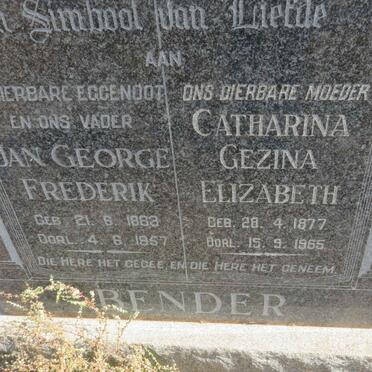 Simbool van Liefde
AAN
DIERBARE EGGENOOT
EN ONS VADER
JAN GEORGE
FREDERIK
GEB. 21. 6. 1883
OORL. 4. 6. 1957
ONS DIERBARE MOEDER
CATHARINA
GEZINA
ELIZABETH
GEB. 28. 4. 1877
OORL. 15. 9. 1965
DIE HERE HET GEGEE, EN DIE HERE HET GENEEM.
BENDER